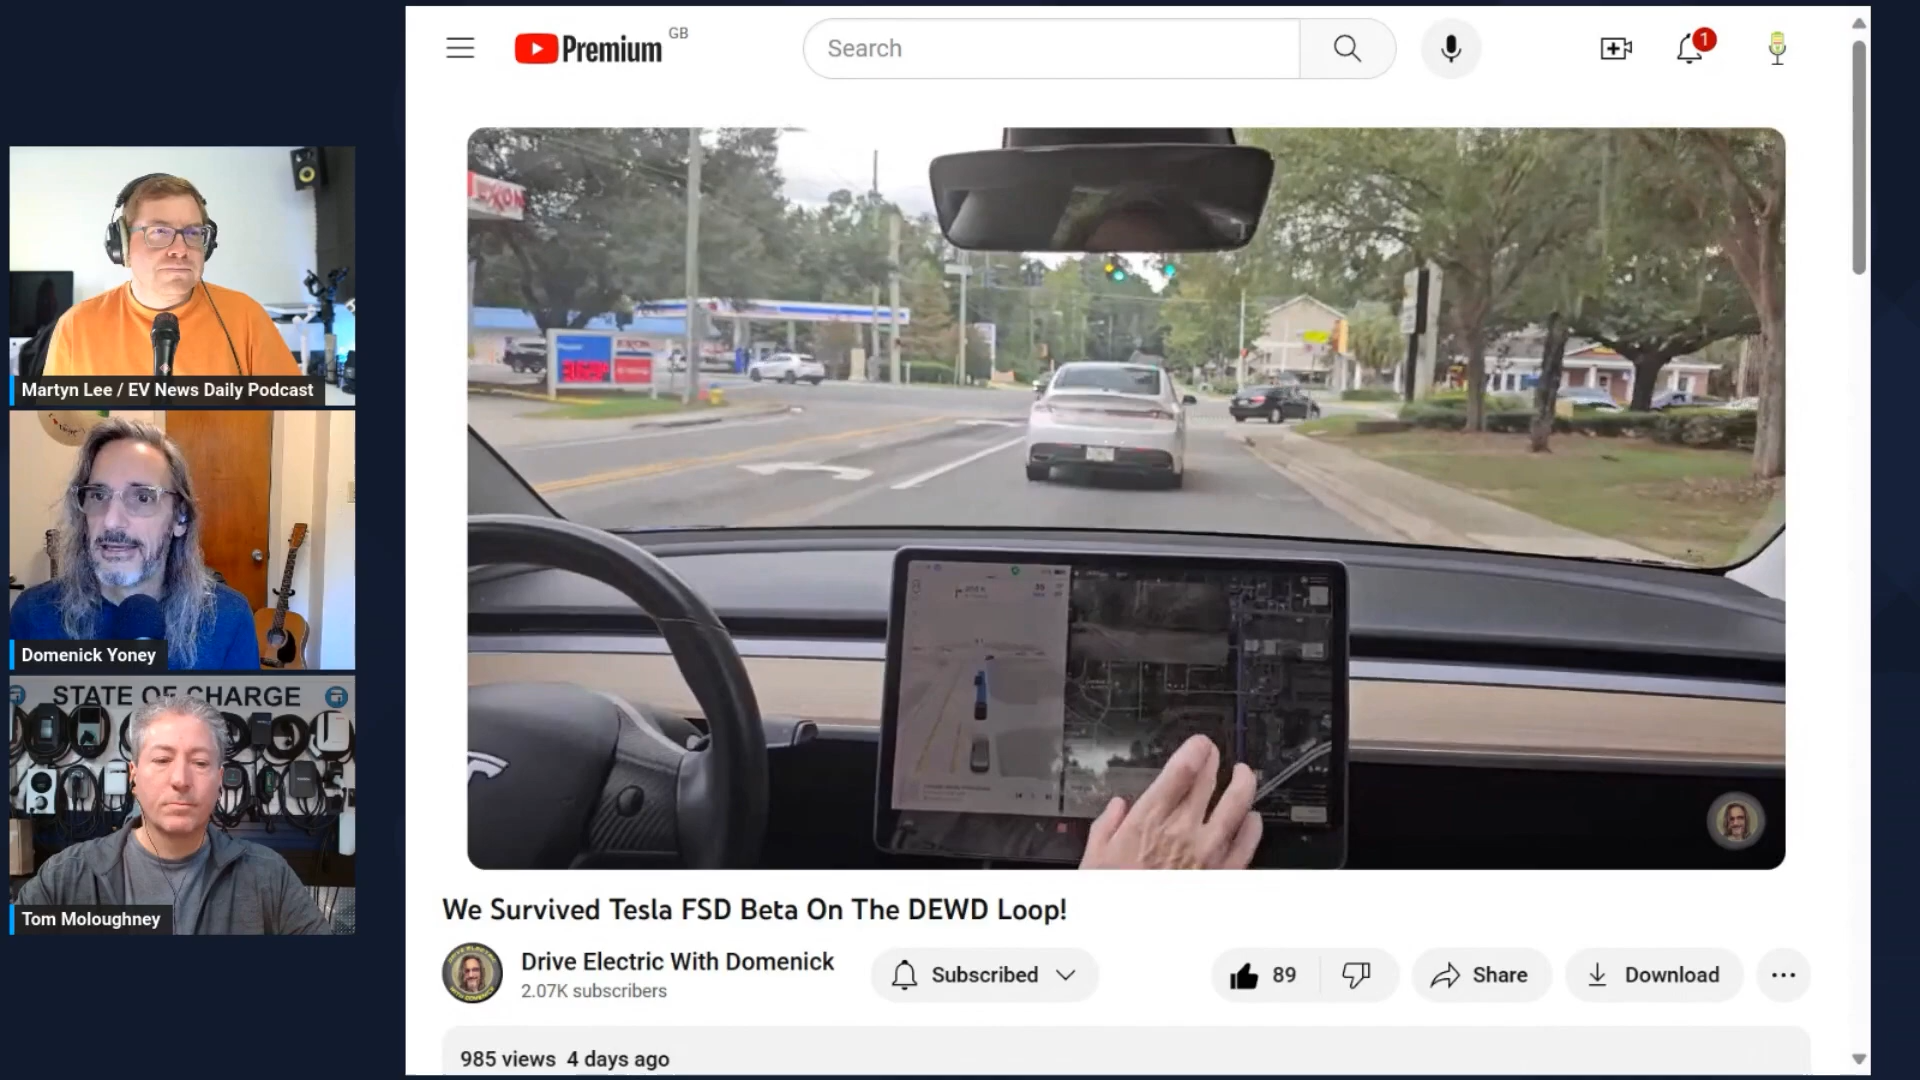 Premium GB
Search
1
EXXON
Martyn Lee / EV News Daily Podcast
Domenick Yoney
STATE OF CHARGE
Tom Moloughney
We Survived Tesla FSD Beta On The DEWD Loop!
Drive Electric With Domenick
2.07K subscribers
Subscribed
89
Share
Download
985 views 4 days ago